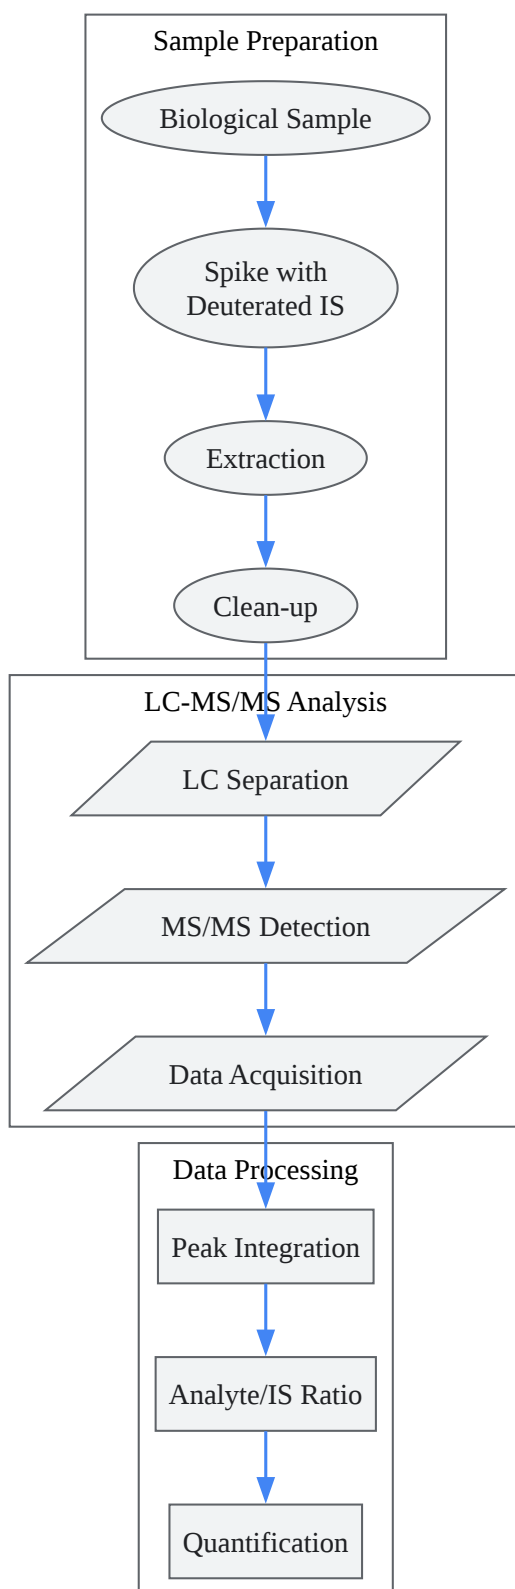 Sample Preparation
Biological Sample
Spike with
Deuterated IS
Extraction
Clean-up
LC-MS/MS Analysis
LC Separation
MS/MS Detection
Data Acquisition
Data Processing
Peak Integration
Analyte/IS Ratio
Quantification